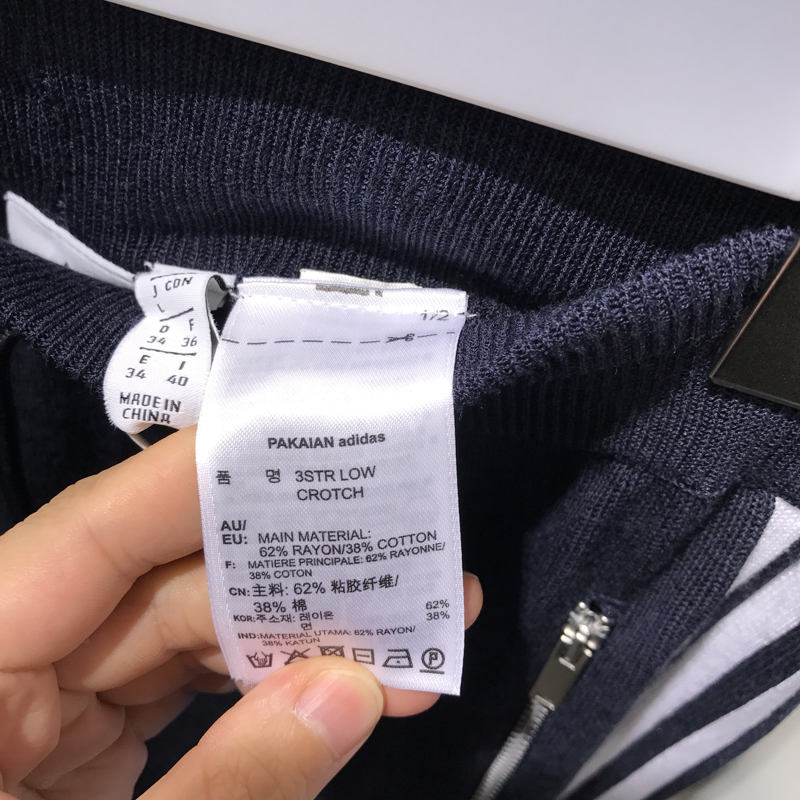 J CON
L
D F
34 36
E I
34 40
MADE IN
CHINA
1/2
PAKAIAN adidas
품 명 3STR LOW
CROTCH
AU/
EU: MAIN MATERIAL:
62% RAYON/38% COTTON
F: MATIERE PRINCIPALE: 62% RAYONNE/
38% COTON
CN: 主料: 62% 粘胶纤维/
38% 棉
KOR: 주소재: 레이온 62%
면 38%
IND: MATERIAL UTAMA: 62% RAYON/
38% KATUN
P